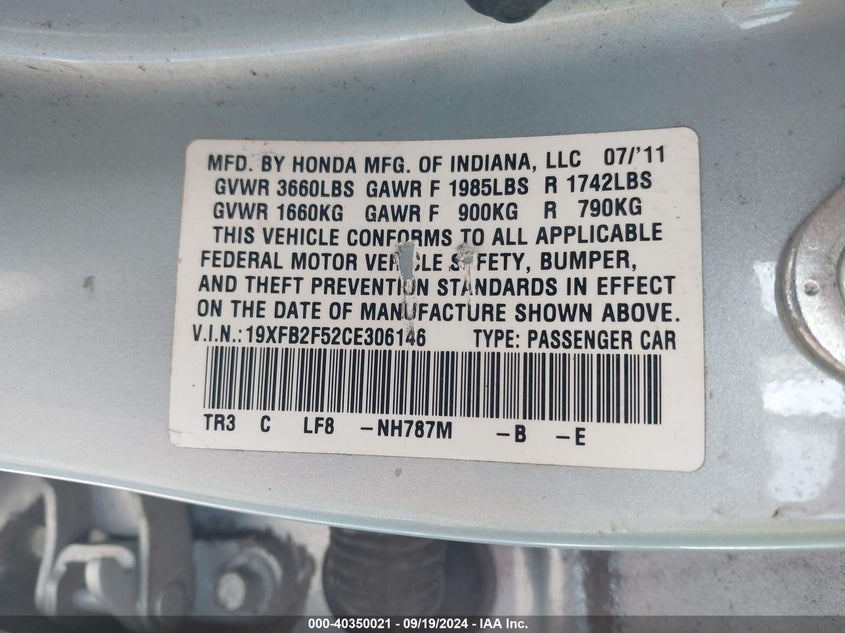 MFD. BY HONDA MFG. OF INDIANA, LLC 07/'11
GVWR 3660LBS GAWR F 1985LBS R 1742LBS
GVWR 1660KG GAWR F 900KG R 790KG
THIS VEHICLE CONFORMS TO ALL APPLICABLE
FEDERAL MOTOR VEHICLE SAFETY, BUMPER,
AND THEFT PREVENTION STANDARDS IN EFFECT
ON THE DATE OF MANUFACTURE SHOWN ABOVE.
V.I.N.: 19XFB2F52CE306146 TYPE: PASSENGER CAR
TR3 C LF8 -NH787M -B -E
000-40350021 - 09/19/2024 - IAA Inc.